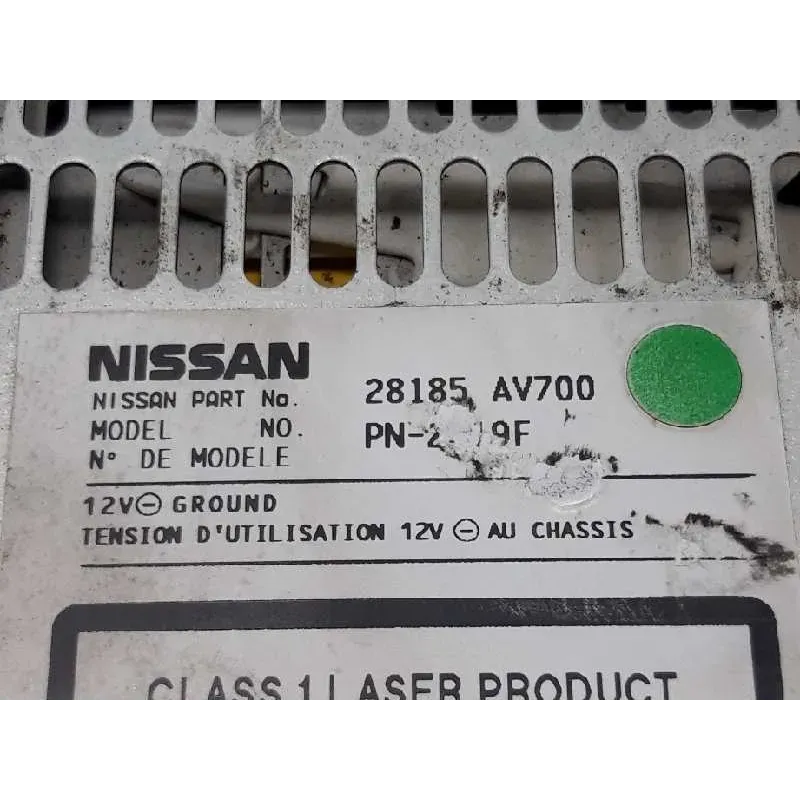 NISSAN
NISSAN PART No. 28185 AV700
MODEL NO.
N° DE MODELE
12V ⊖ GROUND
TENSION D'UTILISATION 12V ⊖ AU CHASSIS
CLASS 1 LASER PRODUCT